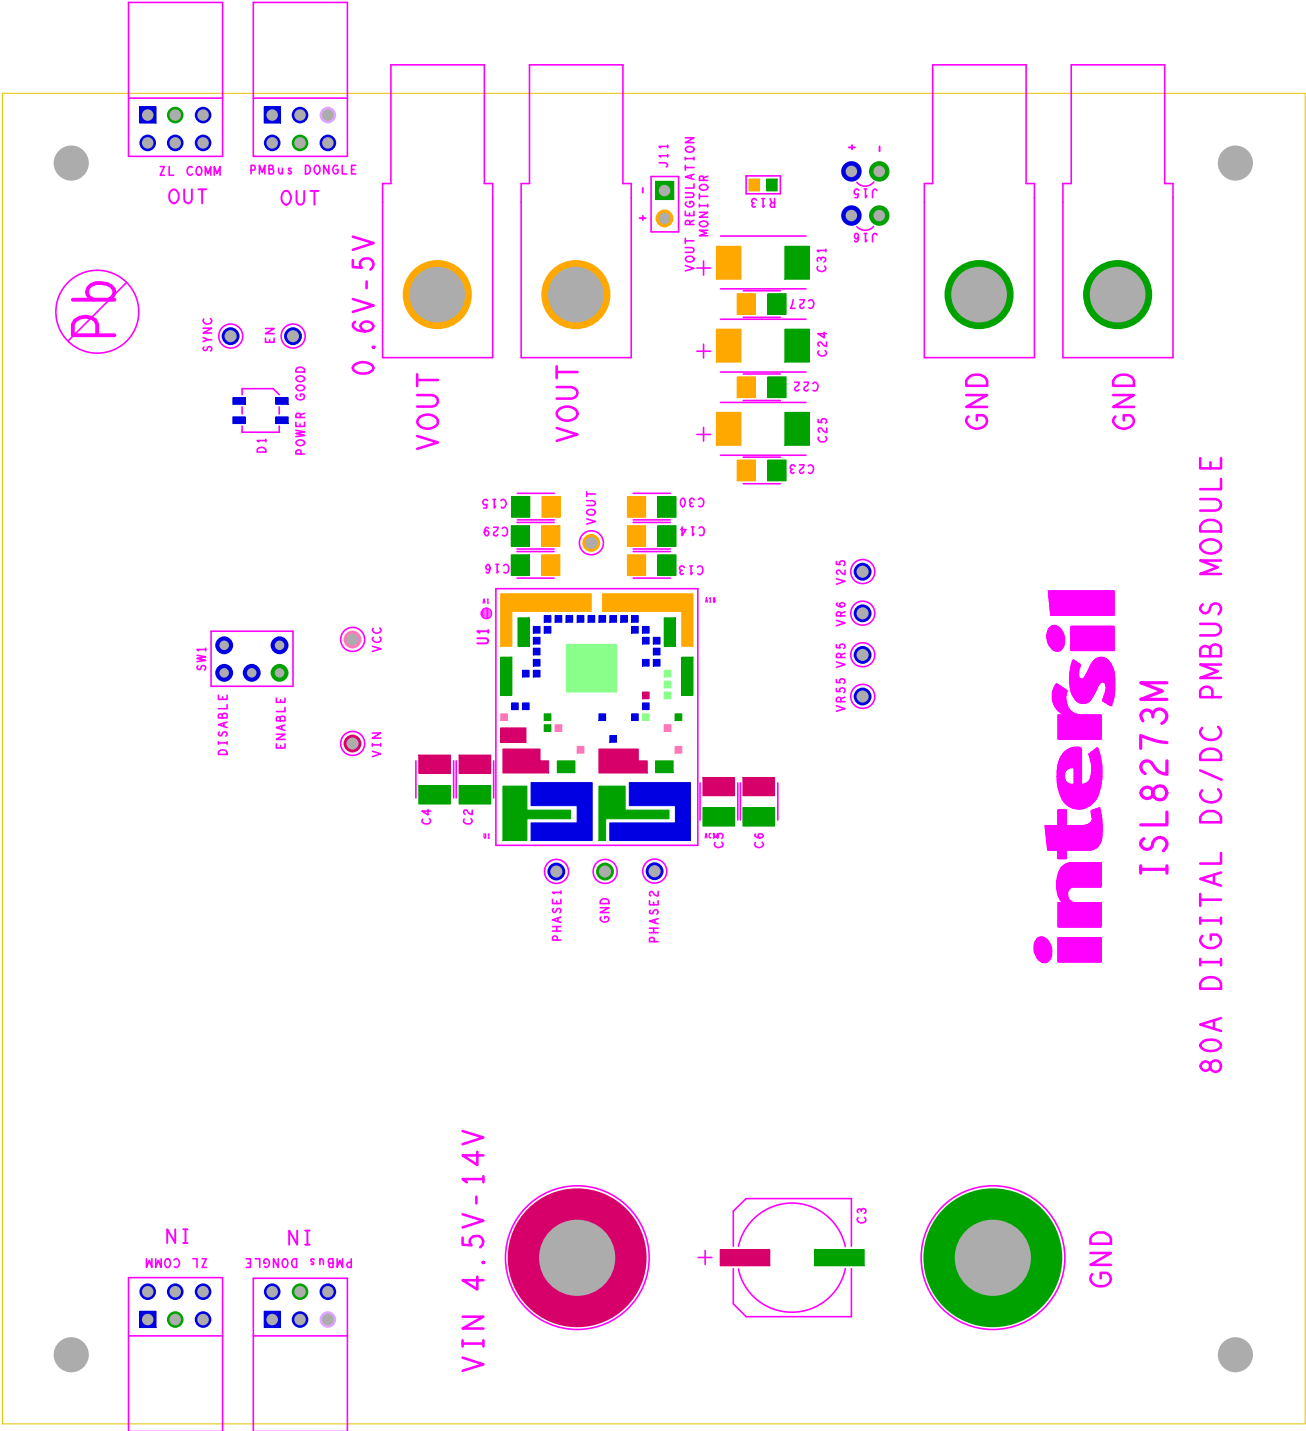 ZL COMM
OUT
PMBus DONGLE
OUT
J11
-
+
VOUT REGULATION
MONITOR
R13
+
-
J15
J16
Pb
SYNC
EN
0.6V-5V
VOUT
VOUT
GND
GND
+
C31
C27
+
C24
C22
+
C25
C23
D1
POWER GOOD
C15
C29
C16
VOUT
C30
C14
C13
U1
A1
A10
V25
VR6
VR5
VR55
SW1
DISABLE
ENABLE
VCC
VIN
C4
C2
C5
C6
PHASE1
GND
PHASE2
intersil
ISL8273M
80A DIGITAL DC/DC PMBUS MODULE
VIN 4.5V-14V
+
C3
GND
IN
ZL COMM
IN
PMBus DONGLE